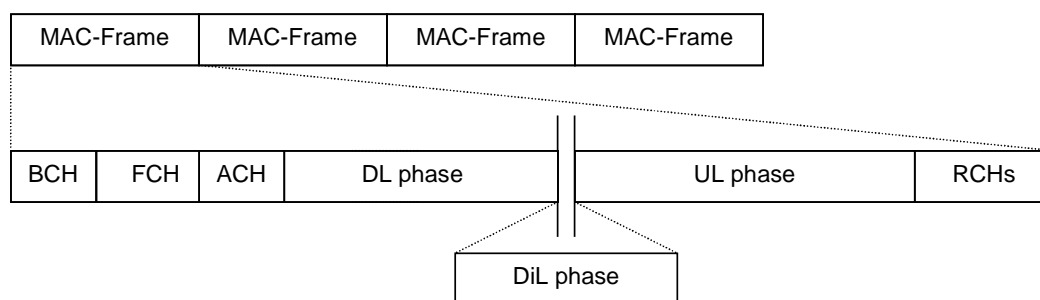 MAC-Frame MAC-Frame MAC-Frame MAC-Frame
BCH FCH ACH DL phase UL phase RCHs
DiL phase